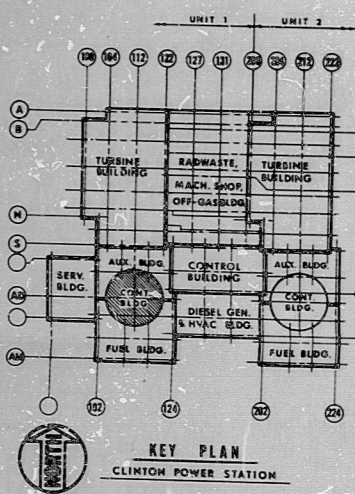 UNIT 1 UNIT 2
104 112 122 127 131 204 212 222
A
B
TURBINE BUILDING
RADWASTE, MACH. SHOP, OFF-GAS BLDG.
TURBINE BUILDING
N
S
AUX. BLDG.
CONTROL BUILDING
AUX. BLDG.
SERV. BLDG.
CONT. BLDG.
CONT. BLDG.
DIESEL GEN. & HVAC BLDG.
FUEL BLDG.
FUEL BLDG.
102 124 202 224
NORTH
KEY PLAN
CLINTON POWER STATION